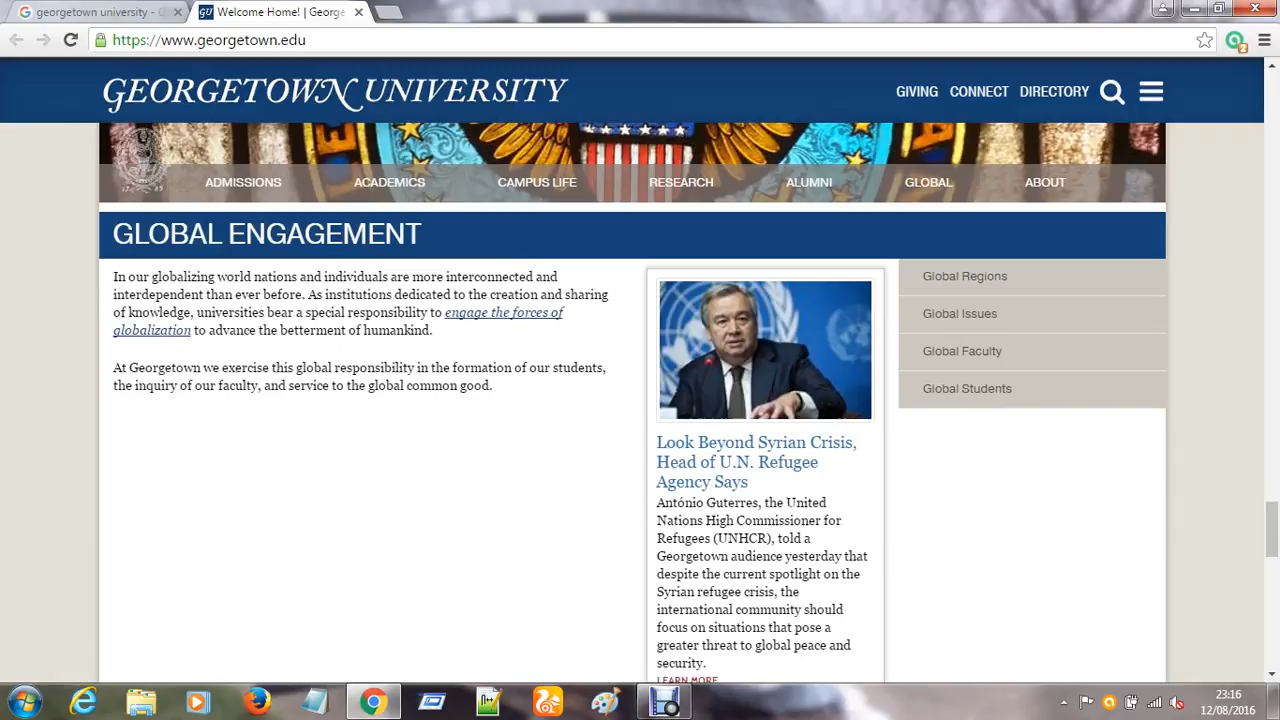 georgetown university - G
Welcome Home! | George
https://www.georgetown.edu
2
GEORGETOWN UNIVERSITY
GIVING CONNECT DIRECTORY
ADMISSIONS ACADEMICS CAMPUS LIFE RESEARCH ALUMNI GLOBAL ABOUT
GLOBAL ENGAGEMENT
In our globalizing world nations and individuals are more interconnected and
interdependent than ever before. As institutions dedicated to the creation and sharing
of knowledge, universities bear a special responsibility to engage the forces of
globalization to advance the betterment of humankind.
At Georgetown we exercise this global responsibility in the formation of our students,
the inquiry of our faculty, and service to the global common good.
Look Beyond Syrian Crisis,
Head of U.N. Refugee
Agency Says
António Guterres, the United
Nations High Commissioner for
Refugees (UNHCR), told a
Georgetown audience yesterday that
despite the current spotlight on the
Syrian refugee crisis, the
international community should
focus on situations that pose a
greater threat to global peace and
security.
LEARN MORE
Global Regions
Global Issues
Global Faculty
Global Students
23:16
12/08/2016